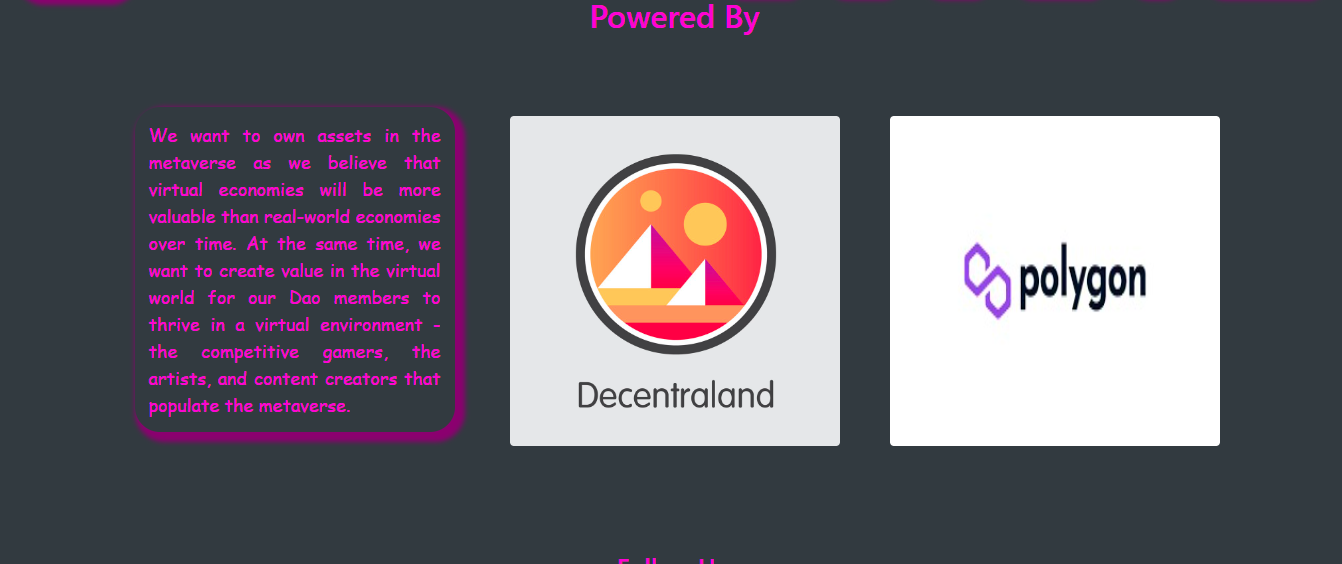 Powered By
We want to own assets in the
metaverse as we believe that
virtual economies will be more
valuable than real-world economies
over time. At the same time, we
want to create value in the virtual
world for our Dao members to
thrive in a virtual environment -
the competitive gamers, the
artists, and content creators that
populate the metaverse.
Decentraland
polygon